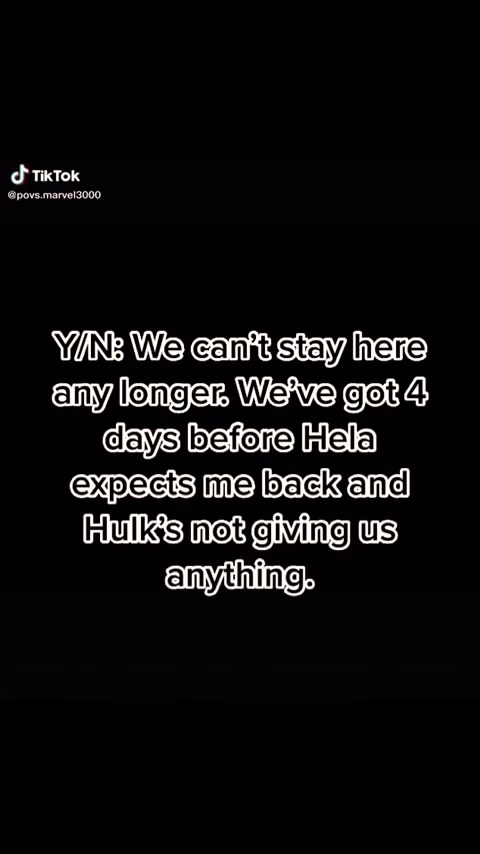 TikTok
@povs.marvel3000
Y/N: We can't stay here
any longer. We've got 4
days before Hela
expects me back and
Hulk's not giving us
anything.